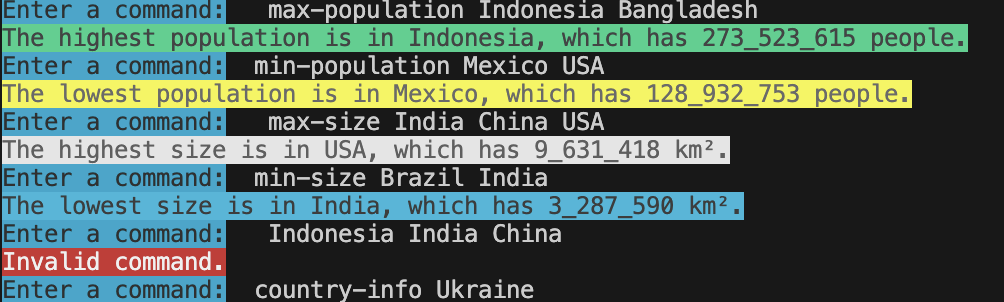 Enter a command:   max-population Indonesia Bangladesh
The highest population is in Indonesia, which has 273_523_615 people.
Enter a command:  min-population Mexico USA
The lowest population is in Mexico, which has 128_932_753 people.
Enter a command:   max-size India China USA
The highest size is in USA, which has 9_631_418 km².
Enter a command:  min-size Brazil India
The lowest size is in India, which has 3_287_590 km².
Enter a command:   Indonesia India China
Invalid command.
Enter a command:  country-info Ukraine